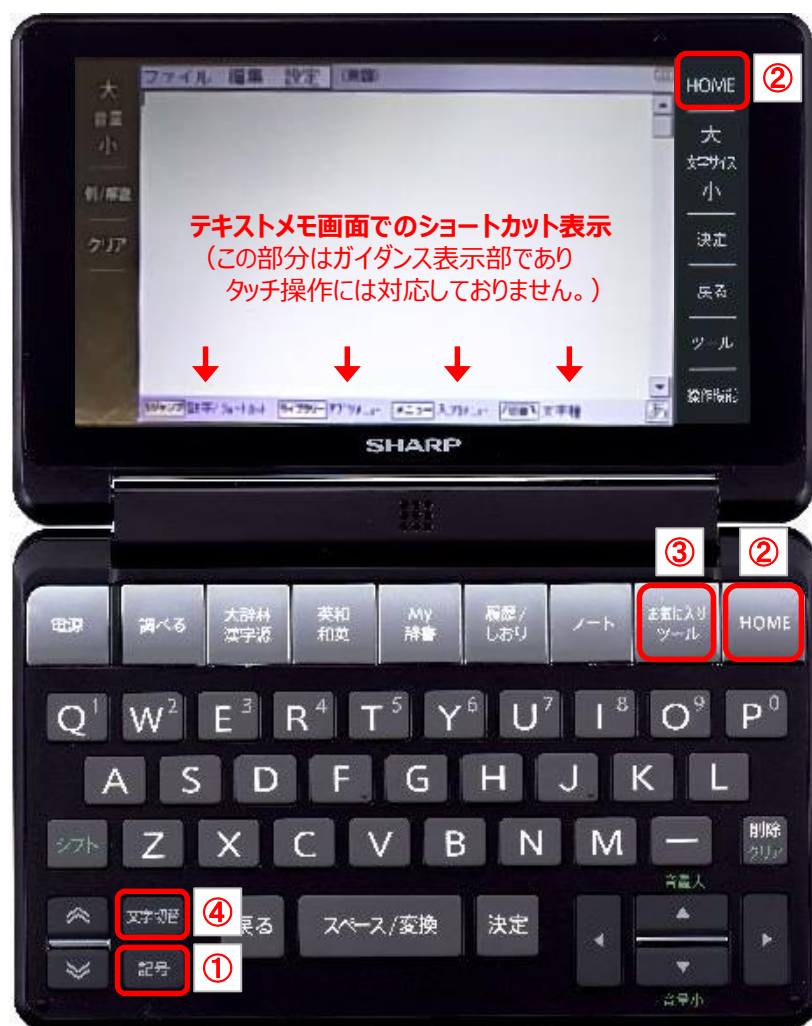 ファイル 編集 設定 (無題)
HOME
②
大
音量
小
例/解説
クリア
大
文字サイズ
小
決定
戻る
ツール
操作機能
テキストメモ画面でのショートカット表示
(この部分はガイダンス表示部であり
タッチ操作には対応しておりません。)
↓ ↓ ↓ ↓
文字種
あ
SHARP
③ ②
電源 調べる 大辞林 漢字源 英和 和英 My 辞書 履歴/ しおり ノート お気に入り ツール HOME
Q1 W2 E3 R4 T5 Y6 U7 I8 O9 P0
A S D F G H J K L
シフト Z X C V B N M ー 削除 クリア
音量大
文字切替 ④ 戻る スペース/変換 決定
記号 ①
音量小